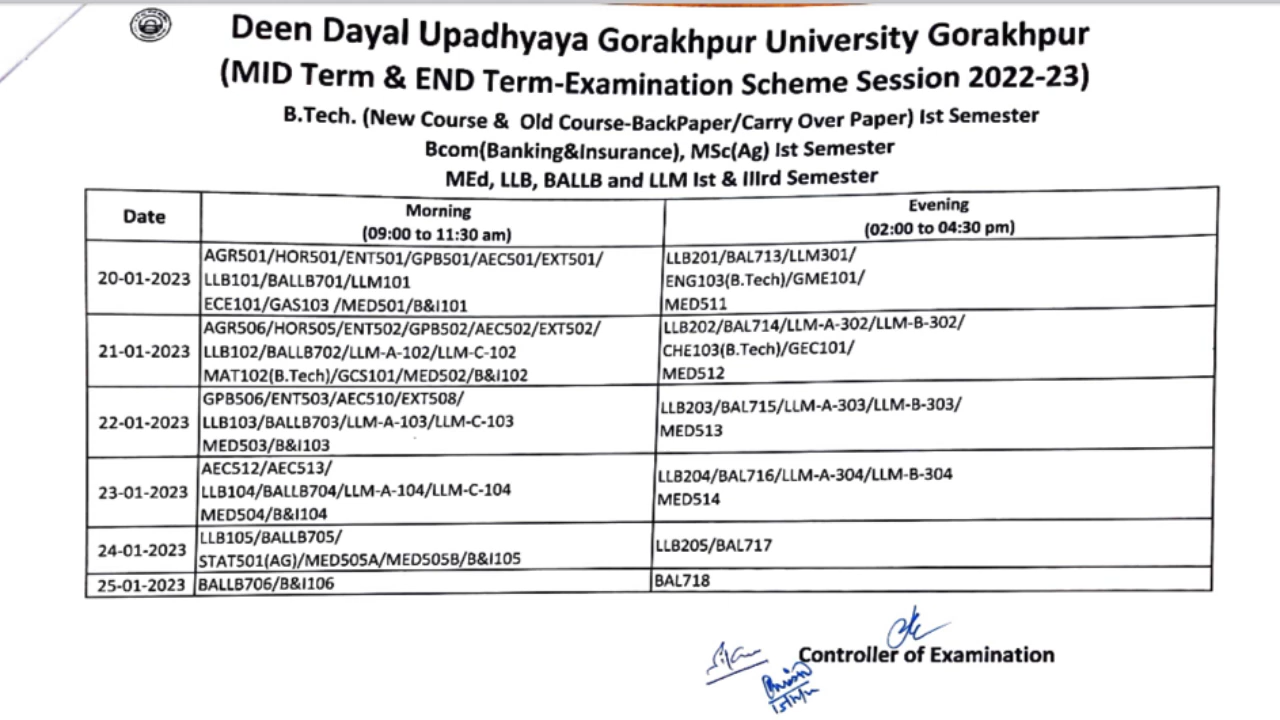 Deen Dayal Upadhyaya Gorakhpur University Gorakhpur
(MID Term & END Term-Examination Scheme Session 2022-23)
B.Tech. (New Course & Old Course-BackPaper/Carry Over Paper) Ist Semester
Bcom(Banking&Insurance), MSc(Ag) Ist Semester
MEd, LLB, BALLB and LLM Ist & IIIrd Semester
Date
Morning
(09:00 to 11:30 am)
Evening
(02:00 to 04:30 pm)
20-01-2023
AGR501/HOR501/ENT501/GPB501/AEC501/EXT501/
LLB101/BALLB701/LLM101
ECE101/GAS103 /MED501/B&I101
LLB201/BAL713/LLM301/
ENG103(B.Tech)/GME101/
MED511
21-01-2023
AGR506/HOR505/ENT502/GPB502/AEC502/EXT502/
LLB102/BALLB702/LLM-A-102/LLM-C-102
MAT102(B.Tech)/GCS101/MED502/B&I102
LLB202/BAL714/LLM-A-302/LLM-B-302/
CHE103(B.Tech)/GEC101/
MED512
22-01-2023
GPB506/ENT503/AEC510/EXT508/
LLB103/BALLB703/LLM-A-103/LLM-C-103
MED503/B&I103
LLB203/BAL715/LLM-A-303/LLM-B-303/
MED513
23-01-2023
AEC512/AEC513/
LLB104/BALLB704/LLM-A-104/LLM-C-104
MED504/B&I104
LLB204/BAL716/LLM-A-304/LLM-B-304
MED514
24-01-2023
LLB105/BALLB705/
STAT501(AG)/MED505A/MED505B/B&I105
LLB205/BAL717
25-01-2023
BALLB706/B&I106
BAL718
Controller of Examination